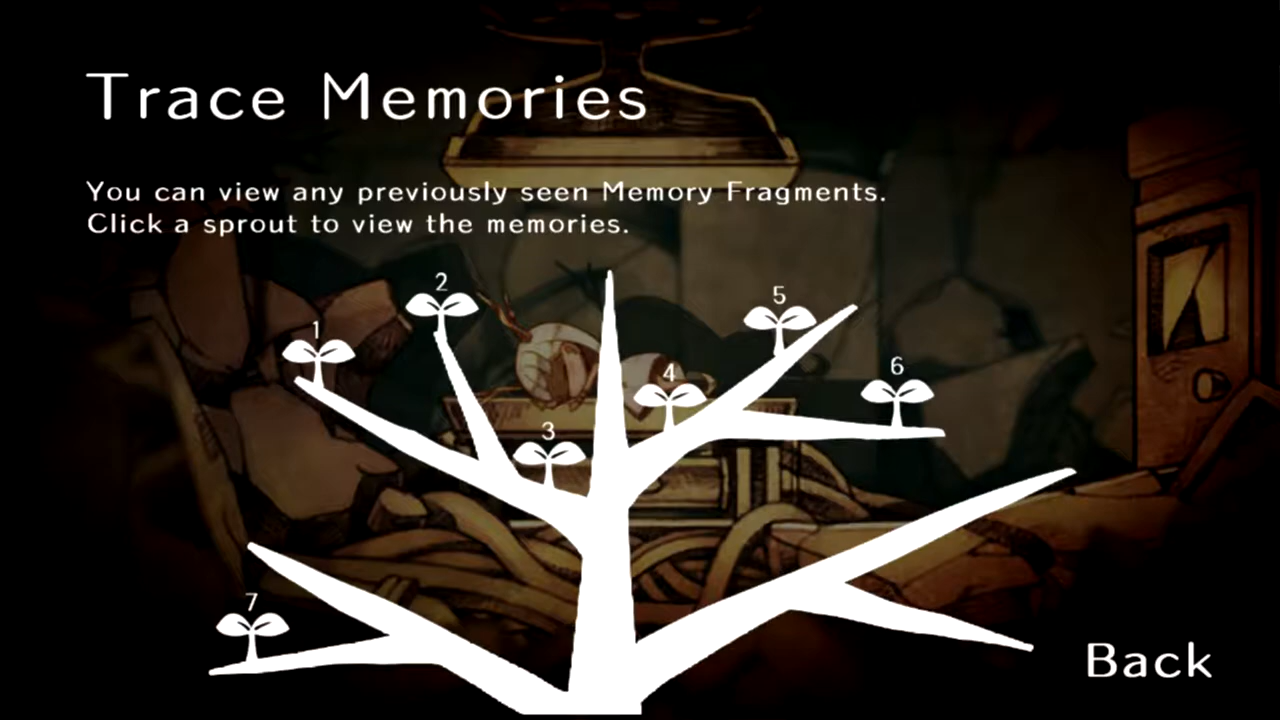 Trace Memories
You can view any previously seen Memory Fragments.
Click a sprout to view the memories.
1
2
3
4
5
6
7
Back